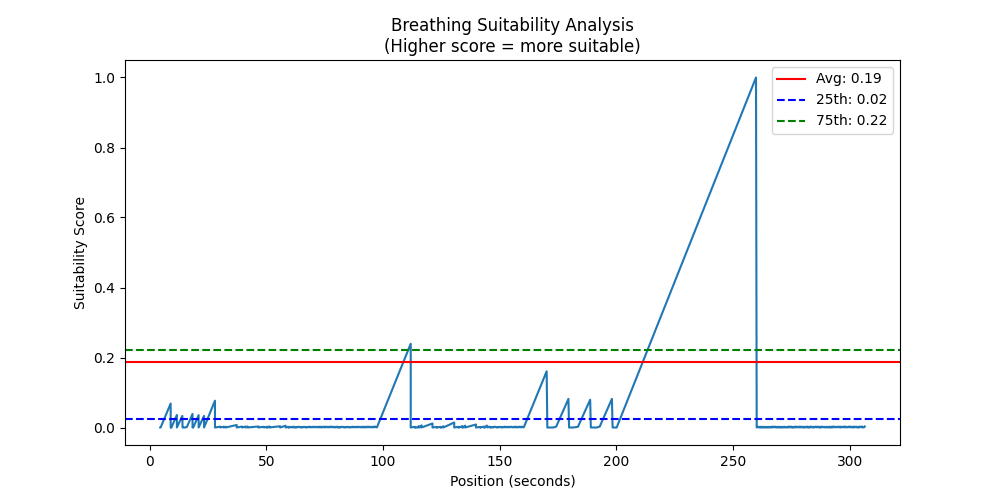 Breathing Suitability Analysis
(Higher score = more suitable)
Avg: 0.19
25th: 0.02
75th: 0.22
Suitability Score
1.0
0.8
0.6
0.4
0.2
0.0
0 50 100 150 200 250 300
Position (seconds)